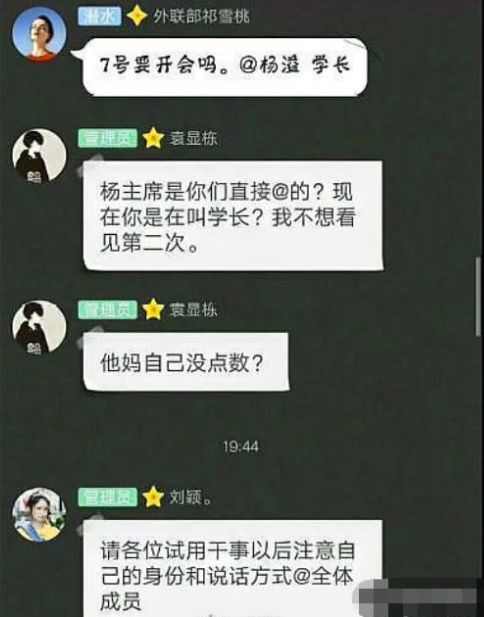 潜水 外联部祁雪桃
7号要开会吗。@杨溢 学长
管理员 袁显栋
杨主席是你们直接@的？现
在你是在叫学长？我不想看
见第二次。
管理员 袁显栋
他妈自己没点数？
19:44
管理员 刘颖。
请各位试用干事以后注意自
己的身份和说话方式@全体
成员